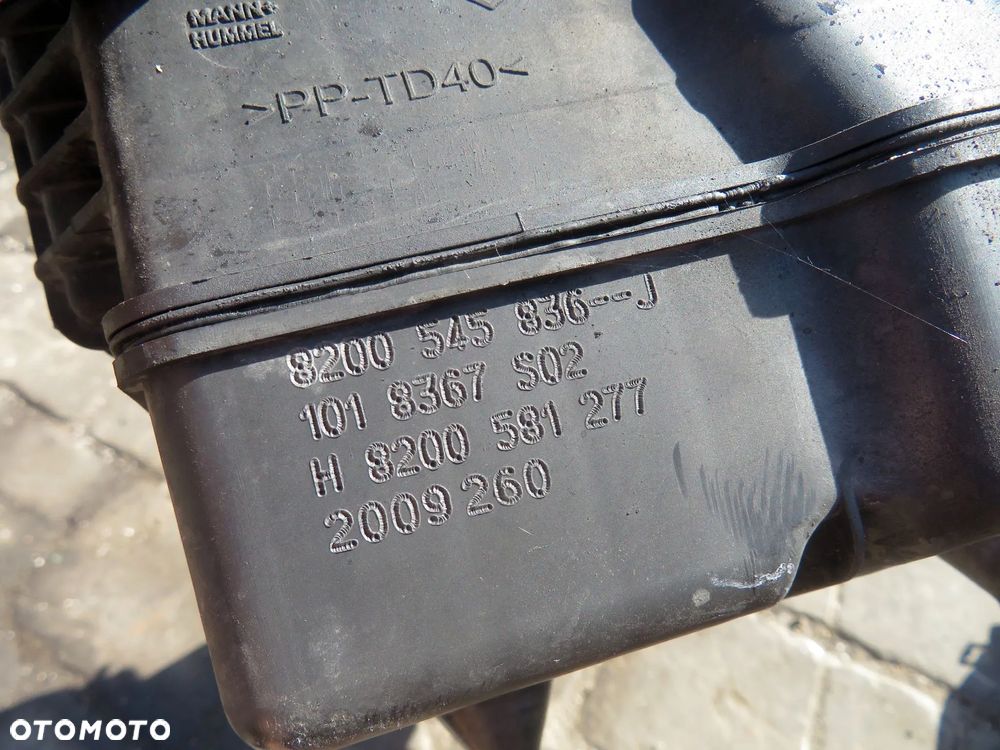 MANN+
HUMMEL
>PP-TD40<
8200 545 836--J
101 8367 S02
H 8200 581 277
2009 260
OTOMOTO